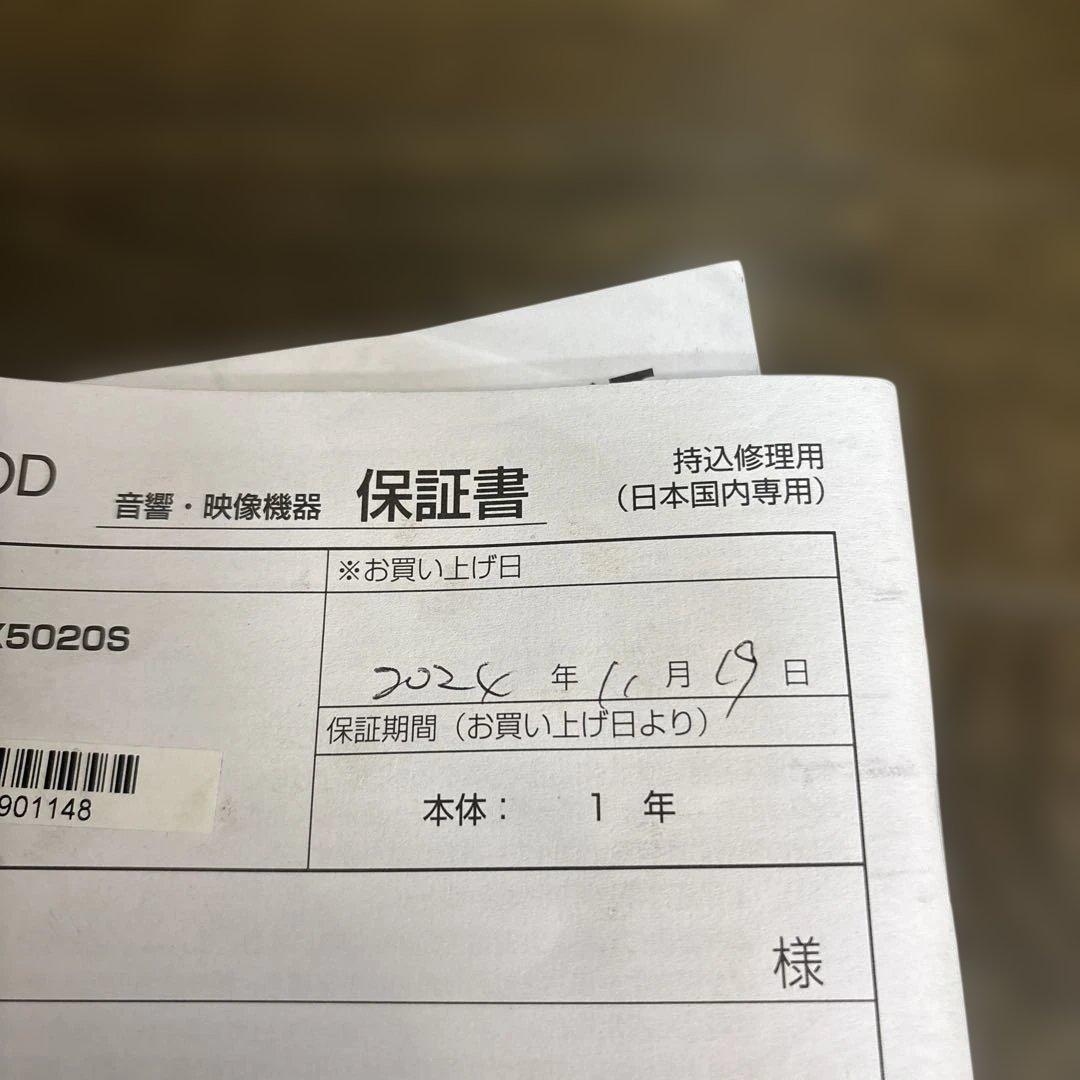 OD 音響・映像機器 保証書
持込修理用
（日本国内専用）
※お買い上げ日
5020S
2024 年 11 月 19 日
保証期間（お買い上げ日より）
901148
本体： 1 年
様